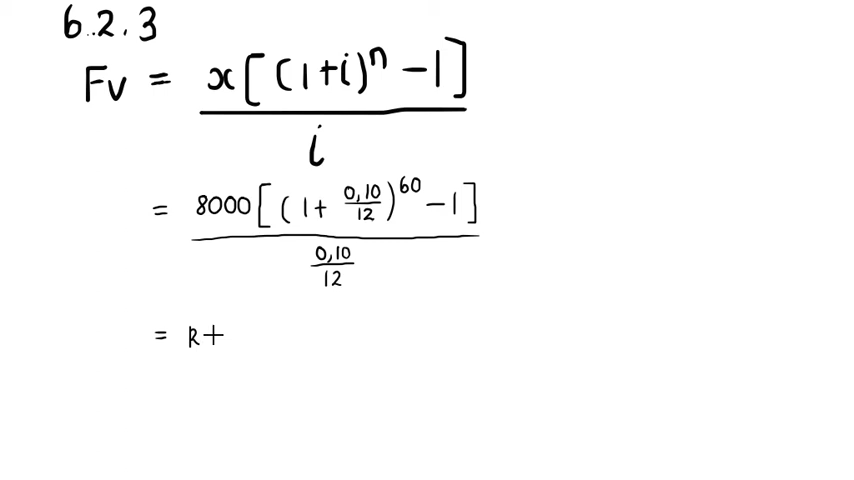 6.2.3
Fv = x[(1+i)^n - 1]
i
= 8000[(1 + 0,10/12)^60 - 1]
0,10/12
= R+